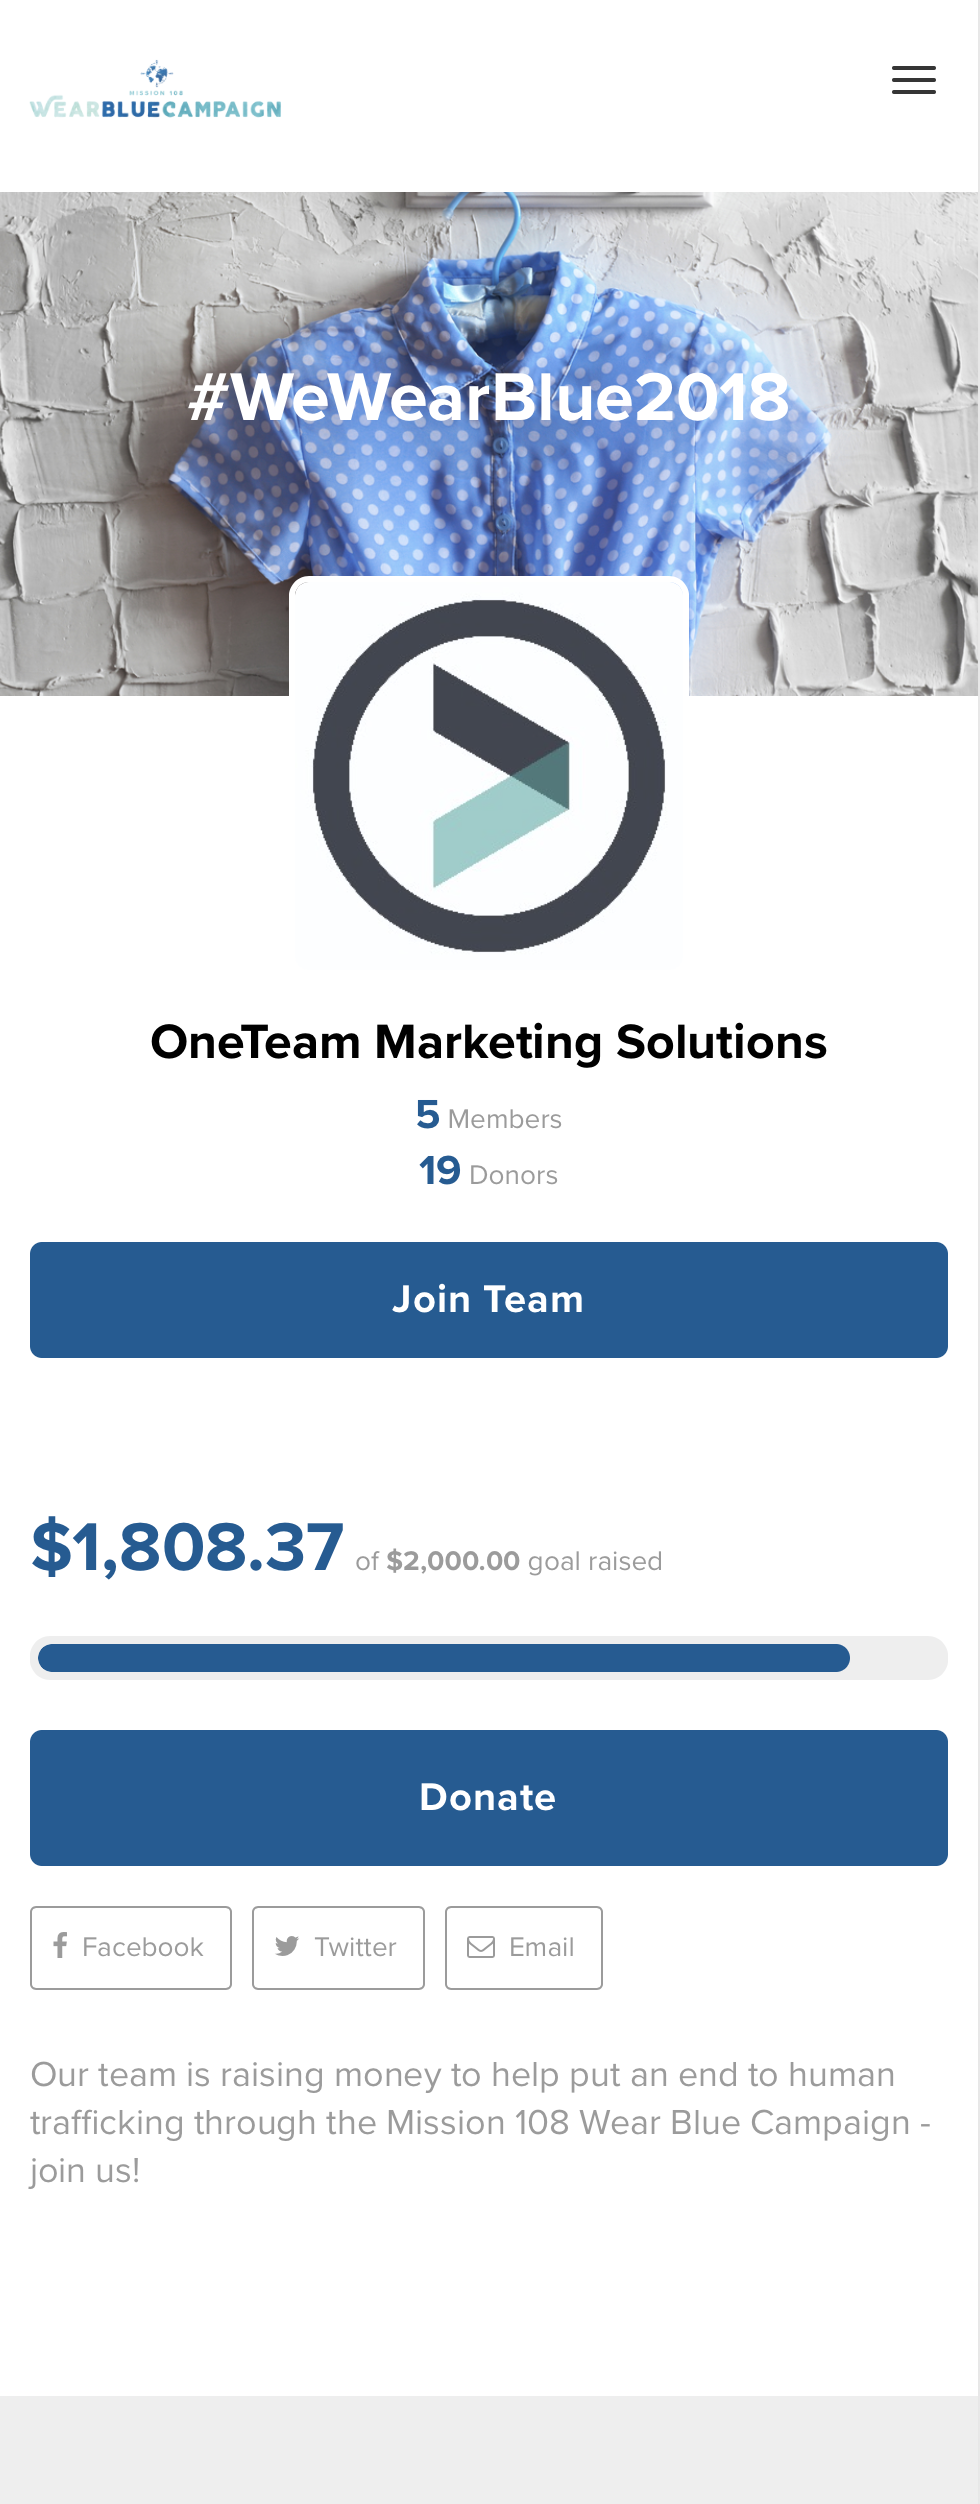 MISSION 108
WEARBLUECAMPAIGN
#WeWearBlue2018
OneTeam Marketing Solutions
5 Members
19 Donors
Join Team
$1,808.37 of $2,000.00 goal raised
Donate
Facebook Twitter Email
Our team is raising money to help put an end to human
trafficking through the Mission 108 Wear Blue Campaign -
join us!